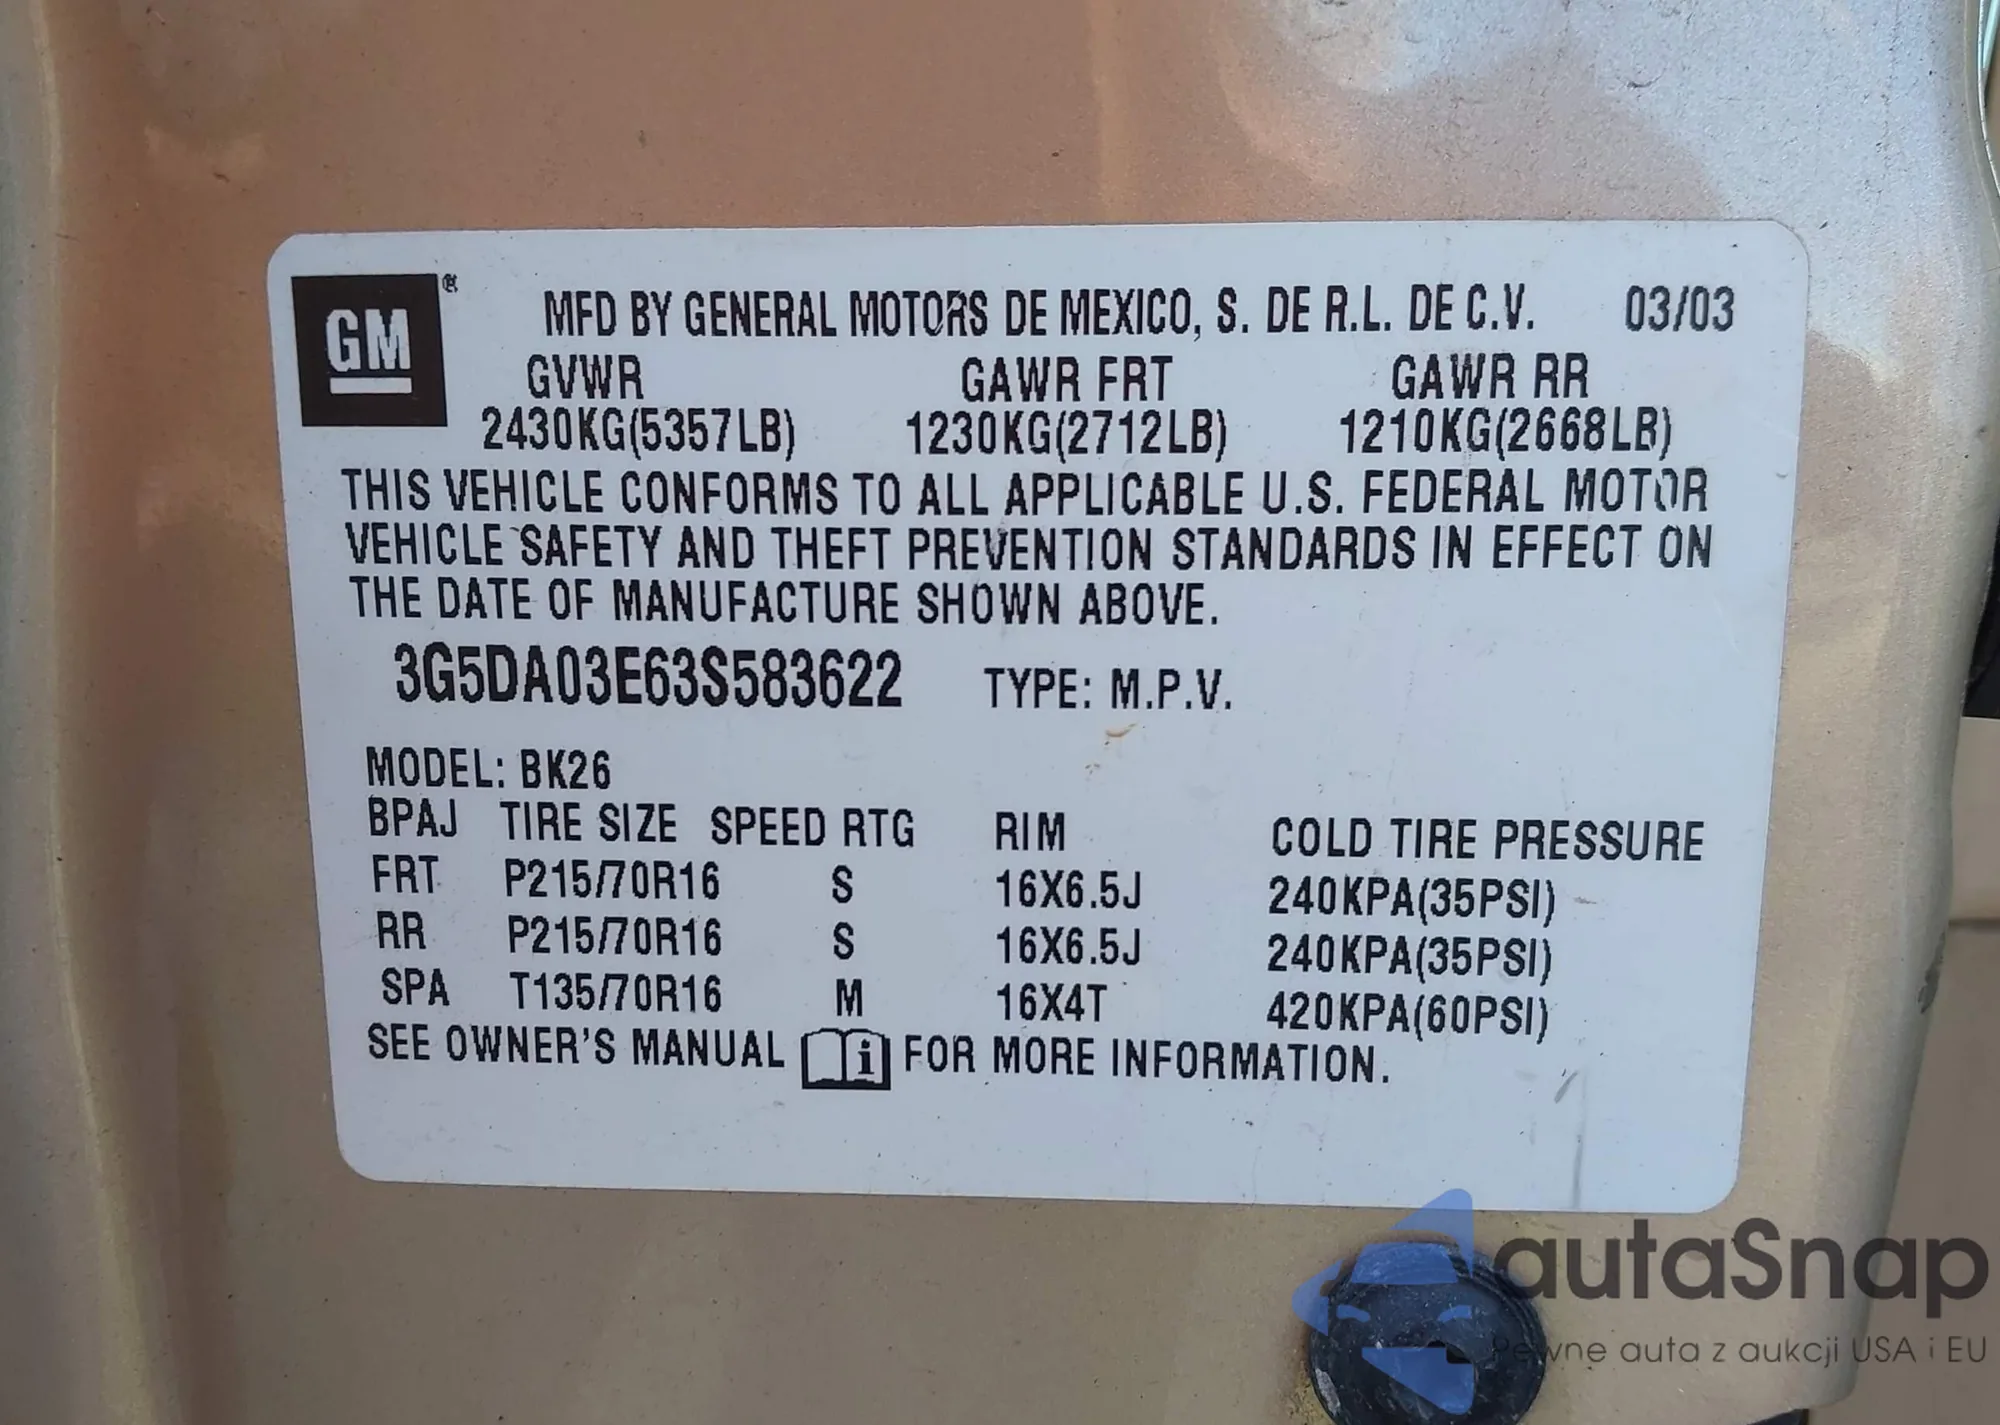 GM ®
MFD BY GENERAL MOTORS DE MEXICO, S. DE R.L. DE C.V. 03/03
GVWR GAWR FRT GAWR RR
2430KG(5357LB) 1230KG(2712LB) 1210KG(2668LB)
THIS VEHICLE CONFORMS TO ALL APPLICABLE U.S. FEDERAL MOTOR
VEHICLE SAFETY AND THEFT PREVENTION STANDARDS IN EFFECT ON
THE DATE OF MANUFACTURE SHOWN ABOVE.
3G5DA03E63S583622 TYPE: M.P.V.
MODEL: BK26
BPAJ TIRE SIZE SPEED RTG RIM COLD TIRE PRESSURE
FRT P215/70R16 S 16X6.5J 240KPA(35PSI)
RR P215/70R16 S 16X6.5J 240KPA(35PSI)
SPA T135/70R16 M 16X4T 420KPA(60PSI)
SEE OWNER'S MANUAL i FOR MORE INFORMATION.
autaSnap
Pewne auta z aukcji USA i EU